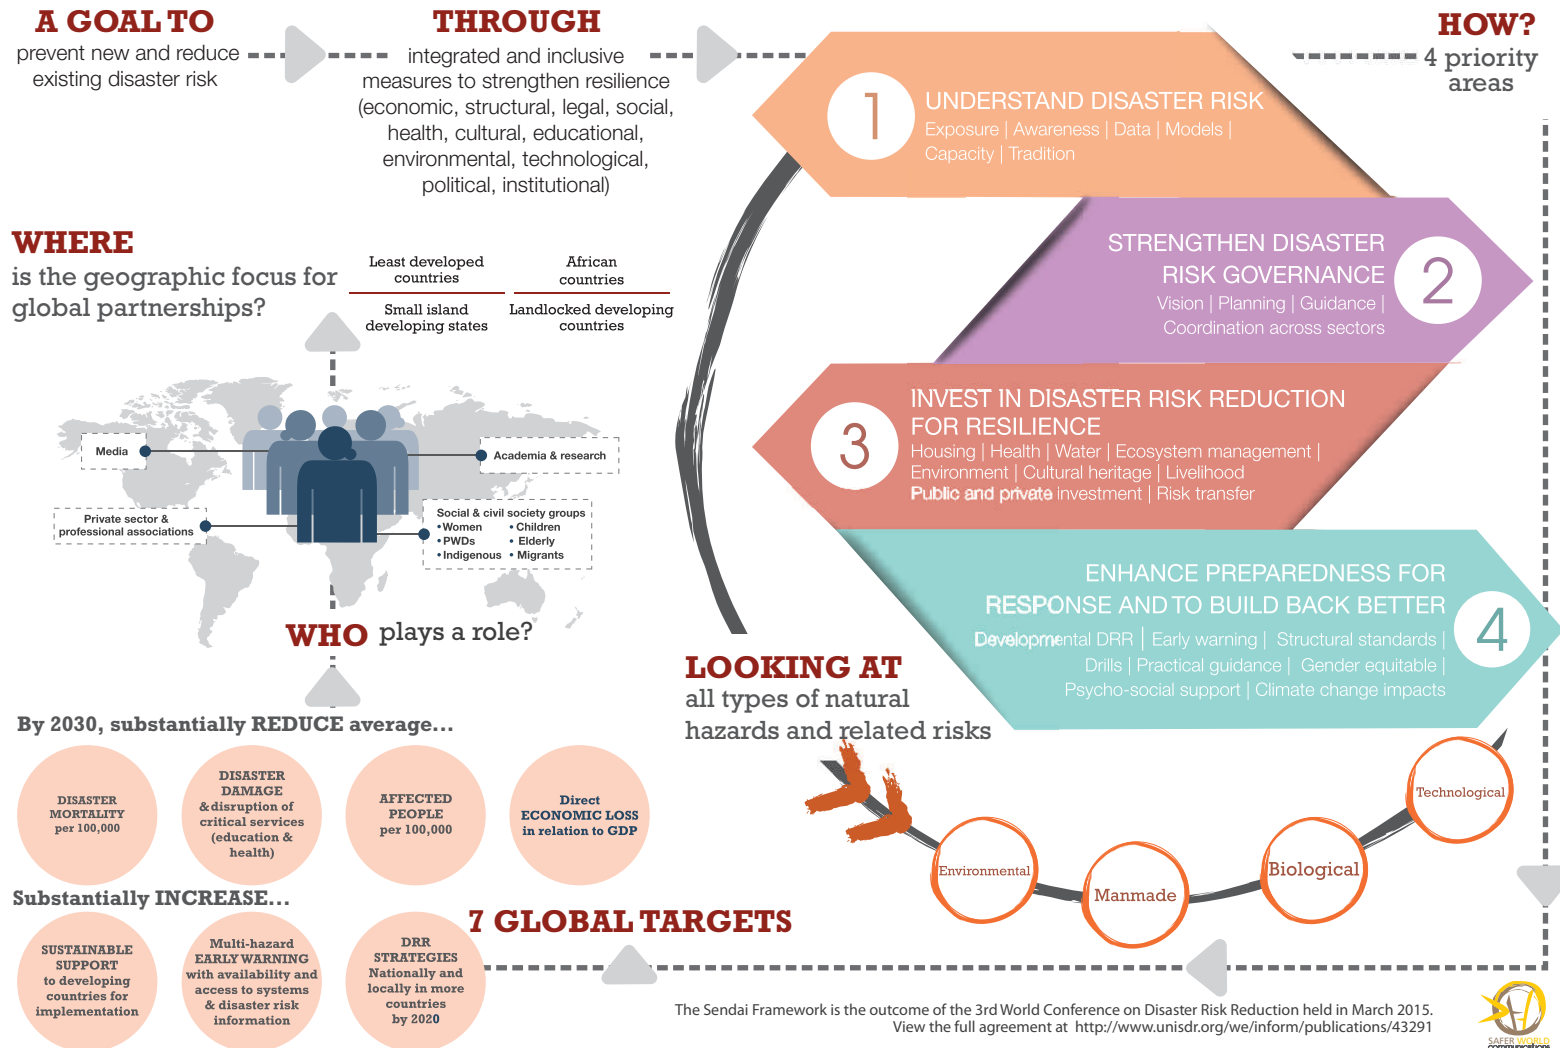 A GOAL TO
prevent new and reduce
existing disaster risk
THROUGH
integrated and inclusive
measures to strengthen resilience
(economic, structural, legal, social,
health, cultural, educational,
environmental, technological,
political, institutional)
HOW?
4 priority
areas
1
UNDERSTAND DISASTER RISK
Exposure | Awareness | Data | Models |
Capacity | Tradition
STRENGTHEN DISASTER
RISK GOVERNANCE
Vision | Planning | Guidance |
Coordination across sectors
2
3
INVEST IN DISASTER RISK REDUCTION
FOR RESILIENCE
Housing | Health | Water | Ecosystem management |
Environment | Cultural heritage | Livelihood
Public and private investment | Risk transfer
ENHANCE PREPAREDNESS FOR
RESPONSE AND TO BUILD BACK BETTER
Developmental DRR | Early warning | Structural standards |
Drills | Practical guidance | Gender equitable |
Psycho-social support | Climate change impacts
4
WHERE
is the geographic focus for
global partnerships?
Least developed
countries
African
countries
Small island
developing states
Landlocked developing
countries
Media
Academia & research
Private sector &
professional associations
Social & civil society groups
•Women • Children
•PWDs • Elderly
•Indigenous • Migrants
WHO plays a role?
LOOKING AT
all types of natural
hazards and related risks
Environmental
Manmade
Biological
Technological
By 2030, substantially REDUCE average...
DISASTER
MORTALITY
per 100,000
DISASTER
DAMAGE
& disruption of
critical services
(education &
health)
AFFECTED
PEOPLE
per 100,000
Direct
ECONOMIC LOSS
in relation to GDP
Substantially INCREASE...
SUSTAINABLE
SUPPORT
to developing
countries for
implementation
Multi-hazard
EARLY WARNING
with availability and
access to systems
& disaster risk
information
DRR
STRATEGIES
Nationally and
locally in more
countries
by 2020
7 GLOBAL TARGETS
The Sendai Framework is the outcome of the 3rd World Conference on Disaster Risk Reduction held in March 2015.
View the full agreement at http://www.unisdr.org/we/inform/publications/43291
SAFER WORLD
communications